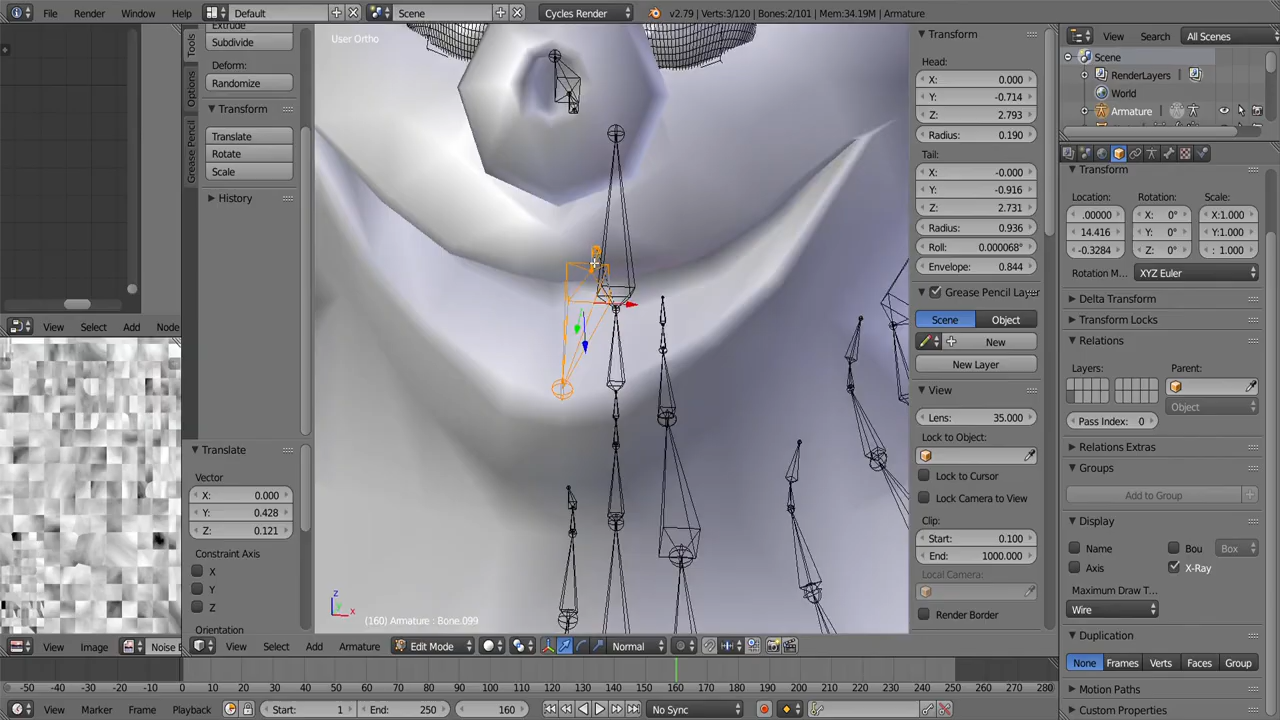 File Render Window Help Default Scene Cycles Render v2.79 | Verts:3/120 | Bones:2/101 | Mem:34.19M | Armature
Extrude
Subdivide
Deform:
Randomize
Transform
Translate
Rotate
Scale
History
Tools
Options
Grease Pencil
Translate
Vector
X: 0.000
Y: 0.428
Z: 0.121
Constraint Axis
X
Y
Z
Orientation
User Ortho
z
y
x
(160) Armature : Bone.099
Transform
Head:
X: 0.000
Y: -0.714
Z: 2.793
Radius: 0.190
Tail:
X: -0.000
Y: -0.916
Z: 2.731
Radius: 0.936
Roll: 0.000068°
Envelope: 0.844
Grease Pencil Layer
Scene Object
New
New Layer
View
Lens: 35.000
Lock to Object:
Lock to Cursor
Lock Camera to View
Clip:
Start: 0.100
End: 1000.000
Local Camera:
Render Border
View Search All Scenes
Scene
RenderLayers
World
Armature
Transform
Location: Rotation: Scale:
.00000 X: 0° X:1.000
14.416 Y: 0° Y:1.000
-0.3284 Z: 0° : 1.000
Rotation M... XYZ Euler
Delta Transform
Transform Locks
Relations
Layers: Parent:
Object
Pass Index: 0
Relations Extras
Groups
Add to Group
Display
Name Bou Box
Axis X-Ray
Maximum Draw T...
Wire
Duplication
None Frames Verts Faces Group
Motion Paths
Custom Properties
View Select Add Node
View Image Noise
View Select Add Armature Edit Mode Normal
-50 -40 -30 -20 -10 0 10 20 30 40 50 60 70 80 90 100 110 120 130 140 150 160 170 180 190 200 210 220 230 240 250 260 270 280
View Marker Frame Playback Start: 1 End: 250 160 No Sync